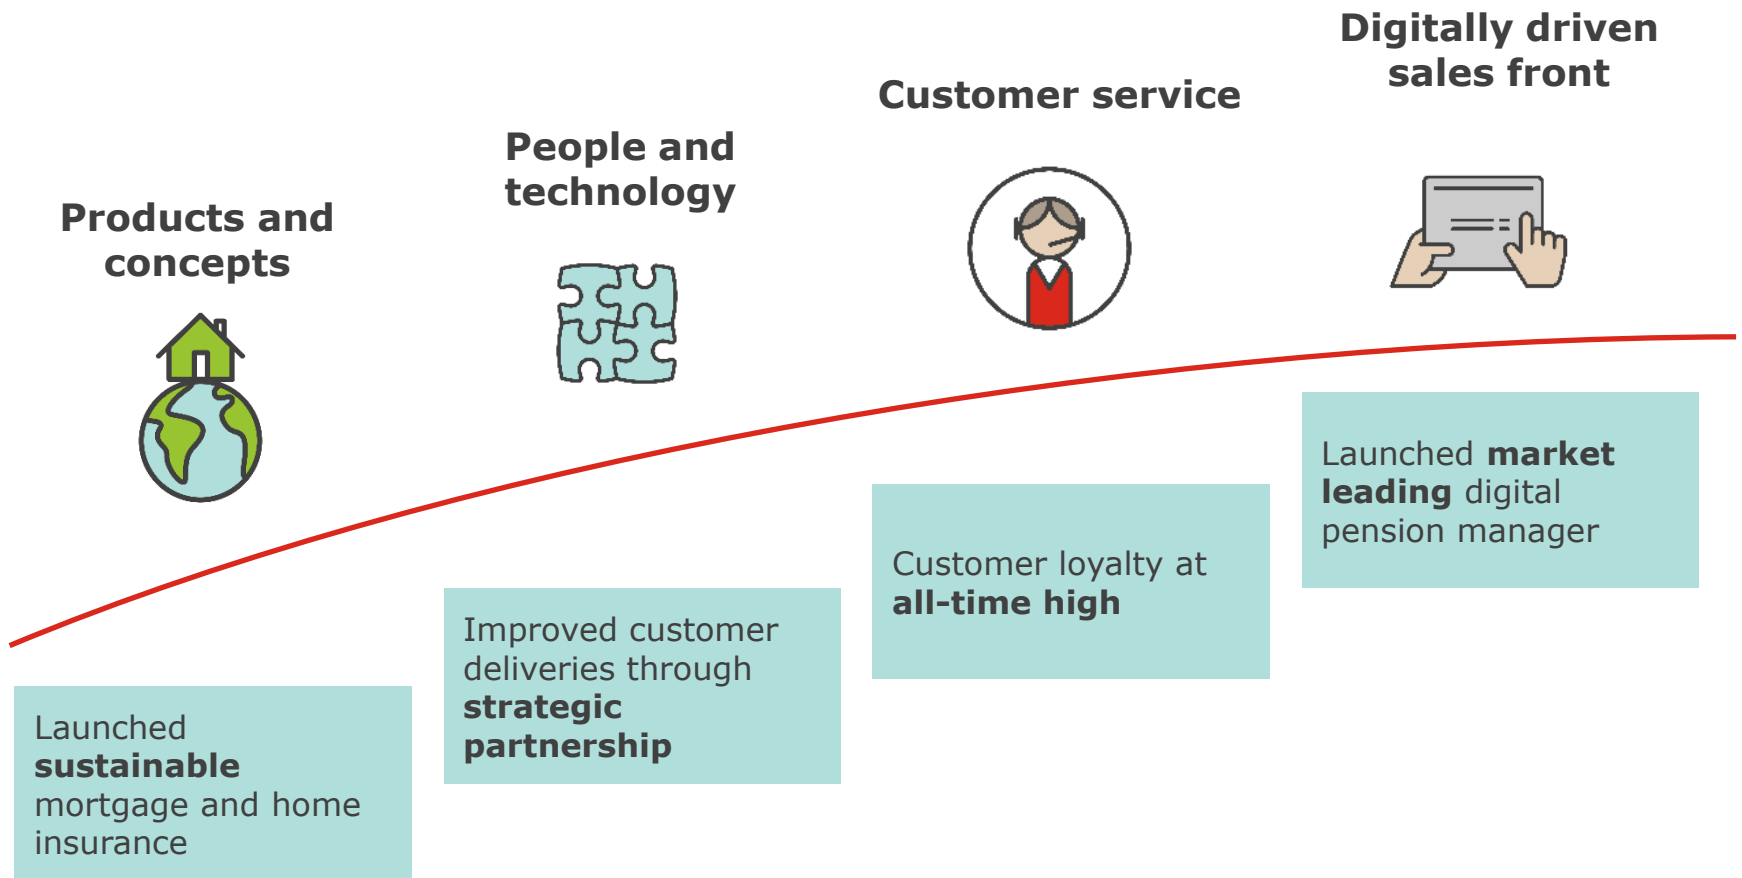 Products and
concepts
Launched
sustainable
mortgage and home
insurance
People and
technology
Improved customer
deliveries through
strategic
partnership
Customer service
Customer loyalty at
all-time high
Digitally driven
sales front
Launched market
leading digital
pension manager